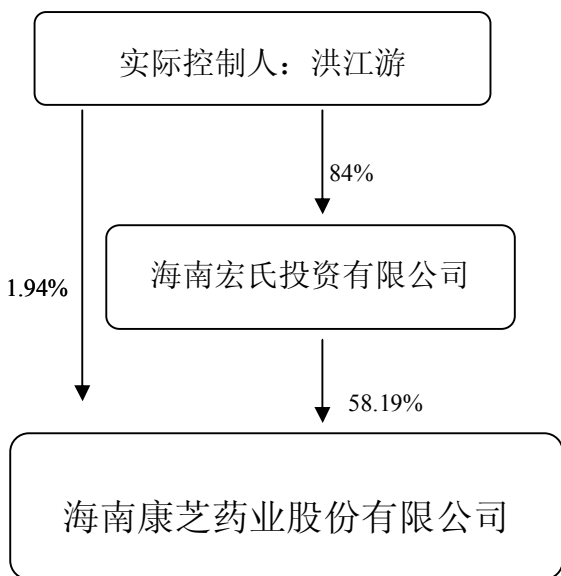 实际控制人：洪江游
84%
海南宏氏投资有限公司
1.94%
58.19%
海南康芝药业股份有限公司